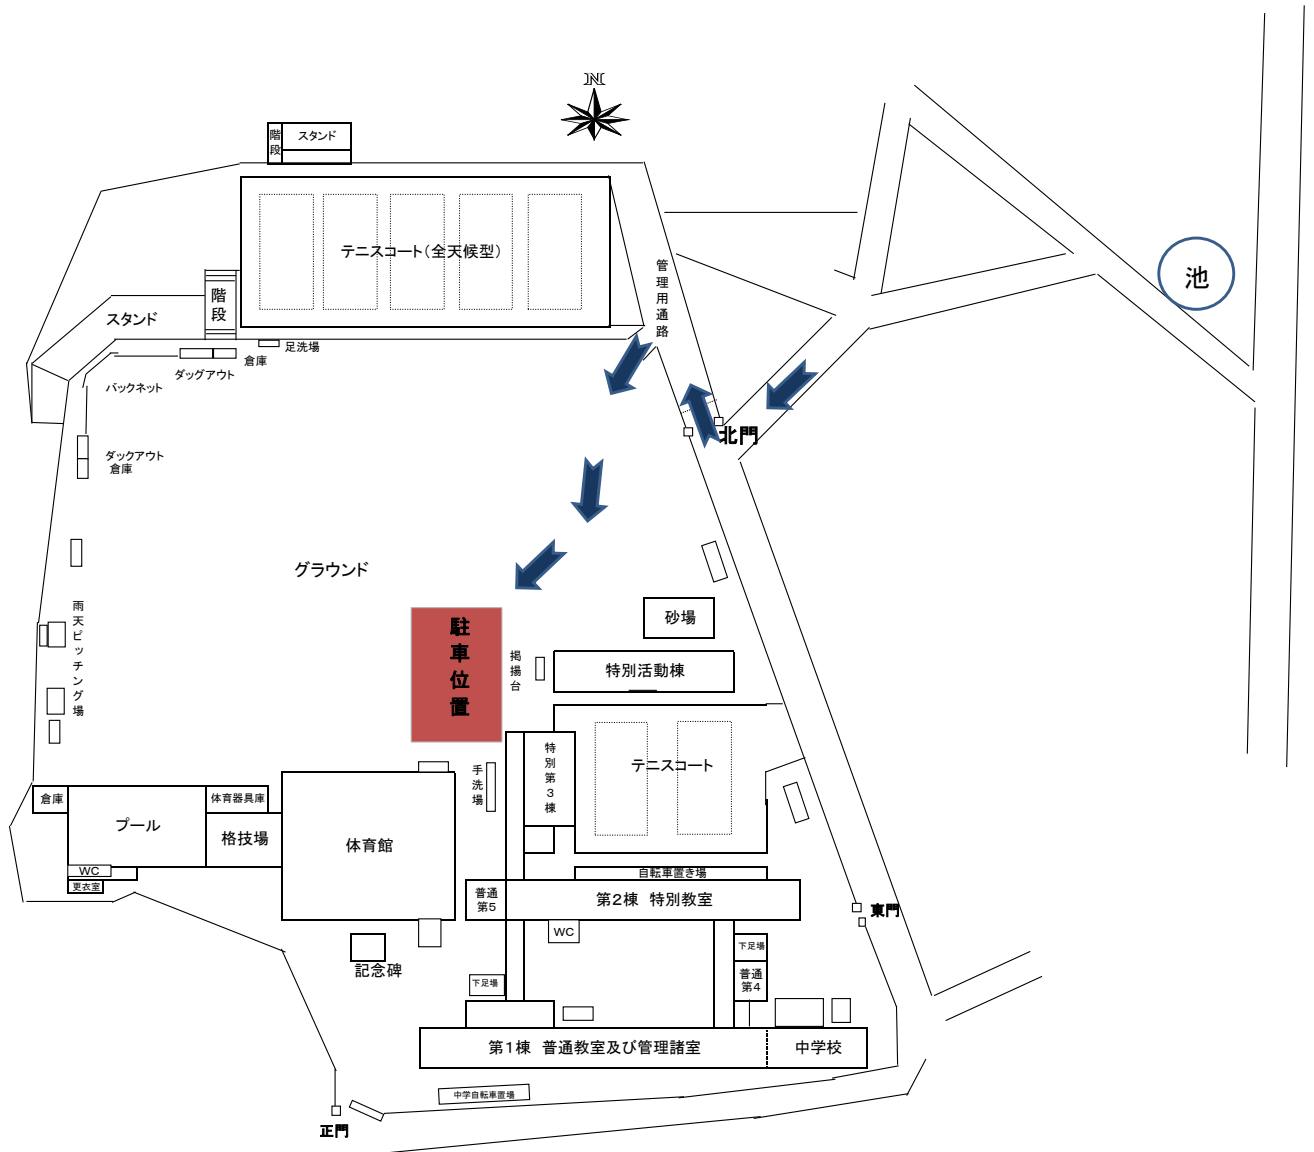 N
階段
スタンド
テニスコート(全天候型)
管理用通路
池
階段
スタンド
足洗場
倉庫
ダッグアウト
バックネット
北門
ダックアウト
倉庫
グラウンド
雨天ピッチング場
砂場
駐車位置
掲揚台
特別活動棟
特別第3棟
テニスコート
手洗場
倉庫
体育器具庫
プール
格技場
体育館
WC
更衣室
自転車置き場
普通
第5
第2棟 特別教室
東門
WC
下足場
記念碑
普通
第4
下足場
第1棟 普通教室及び管理諸室
中学校
中学自転車置場
正門